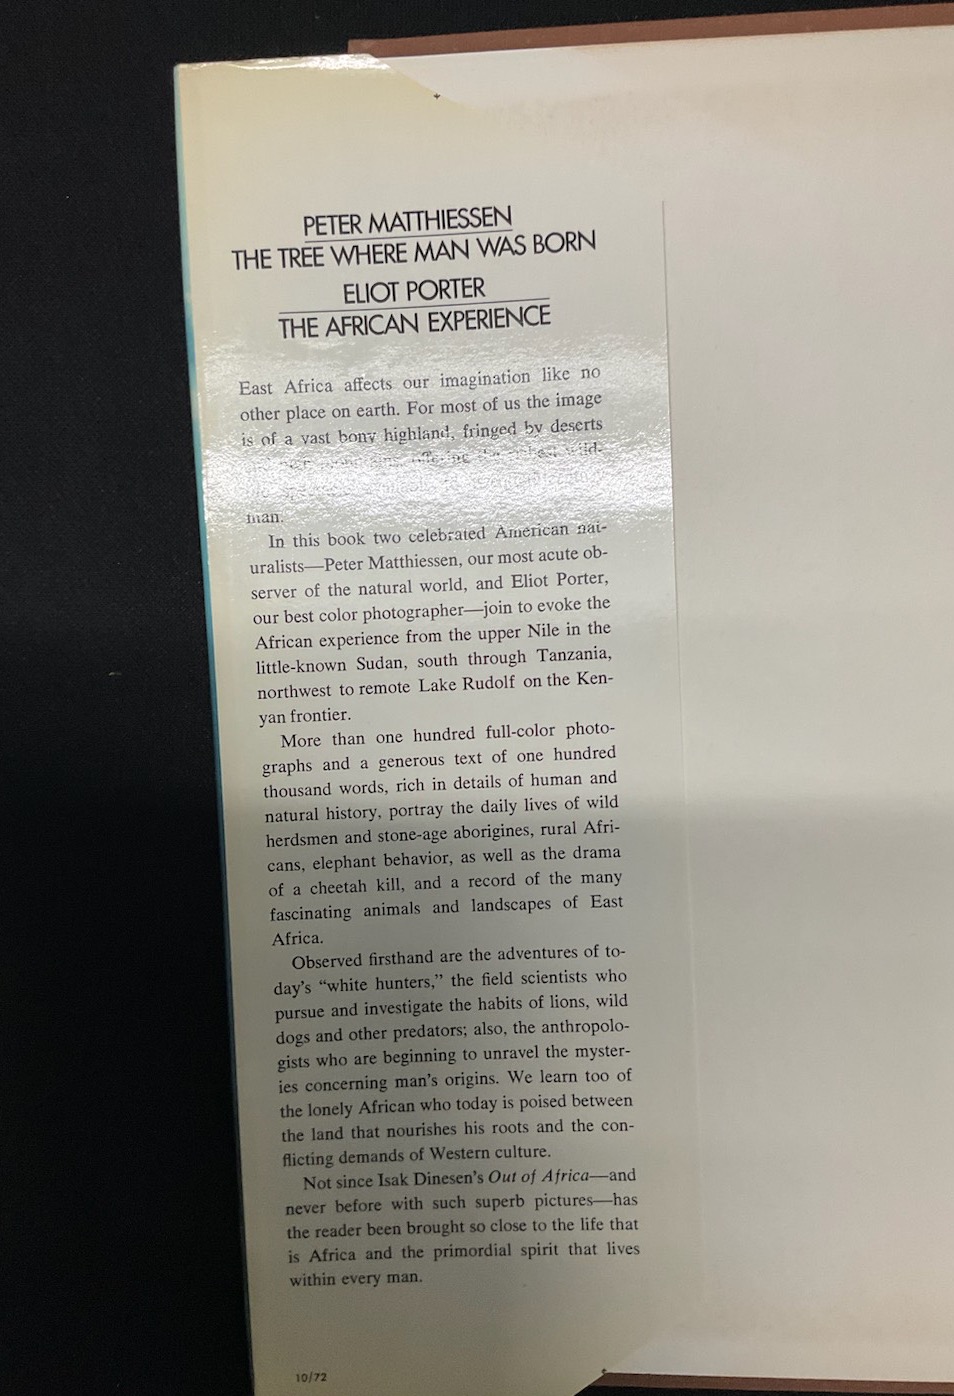 PETER MATTHIESSEN
THE TREE WHERE MAN WAS BORN
ELIOT PORTER
THE AFRICAN EXPERIENCE
East Africa affects our imagination like no
other place on earth. For most of us the image
is of a vast bony highland, fringed by deserts
wild-
man.
In this book two celebrated American nat-
uralists—Peter Matthiessen, our most acute ob-
server of the natural world, and Eliot Porter,
our best color photographer—join to evoke the
African experience from the upper Nile in the
little-known Sudan, south through Tanzania,
northwest to remote Lake Rudolf on the Ken-
yan frontier.
More than one hundred full-color photo-
graphs and a generous text of one hundred
thousand words, rich in details of human and
natural history, portray the daily lives of wild
herdsmen and stone-age aborigines, rural Afri-
cans, elephant behavior, as well as the drama
of a cheetah kill, and a record of the many
fascinating animals and landscapes of East
Africa.
Observed firsthand are the adventures of to-
day's “white hunters,” the field scientists who
pursue and investigate the habits of lions, wild
dogs and other predators; also, the anthropolo-
gists who are beginning to unravel the myster-
ies concerning man's origins. We learn too of
the lonely African who today is poised between
the land that nourishes his roots and the con-
flicting demands of Western culture.
Not since Isak Dinesen's Out of Africa—and
never before with such superb pictures—has
the reader been brought so close to the life that
is Africa and the primordial spirit that lives
within every man.
10/72